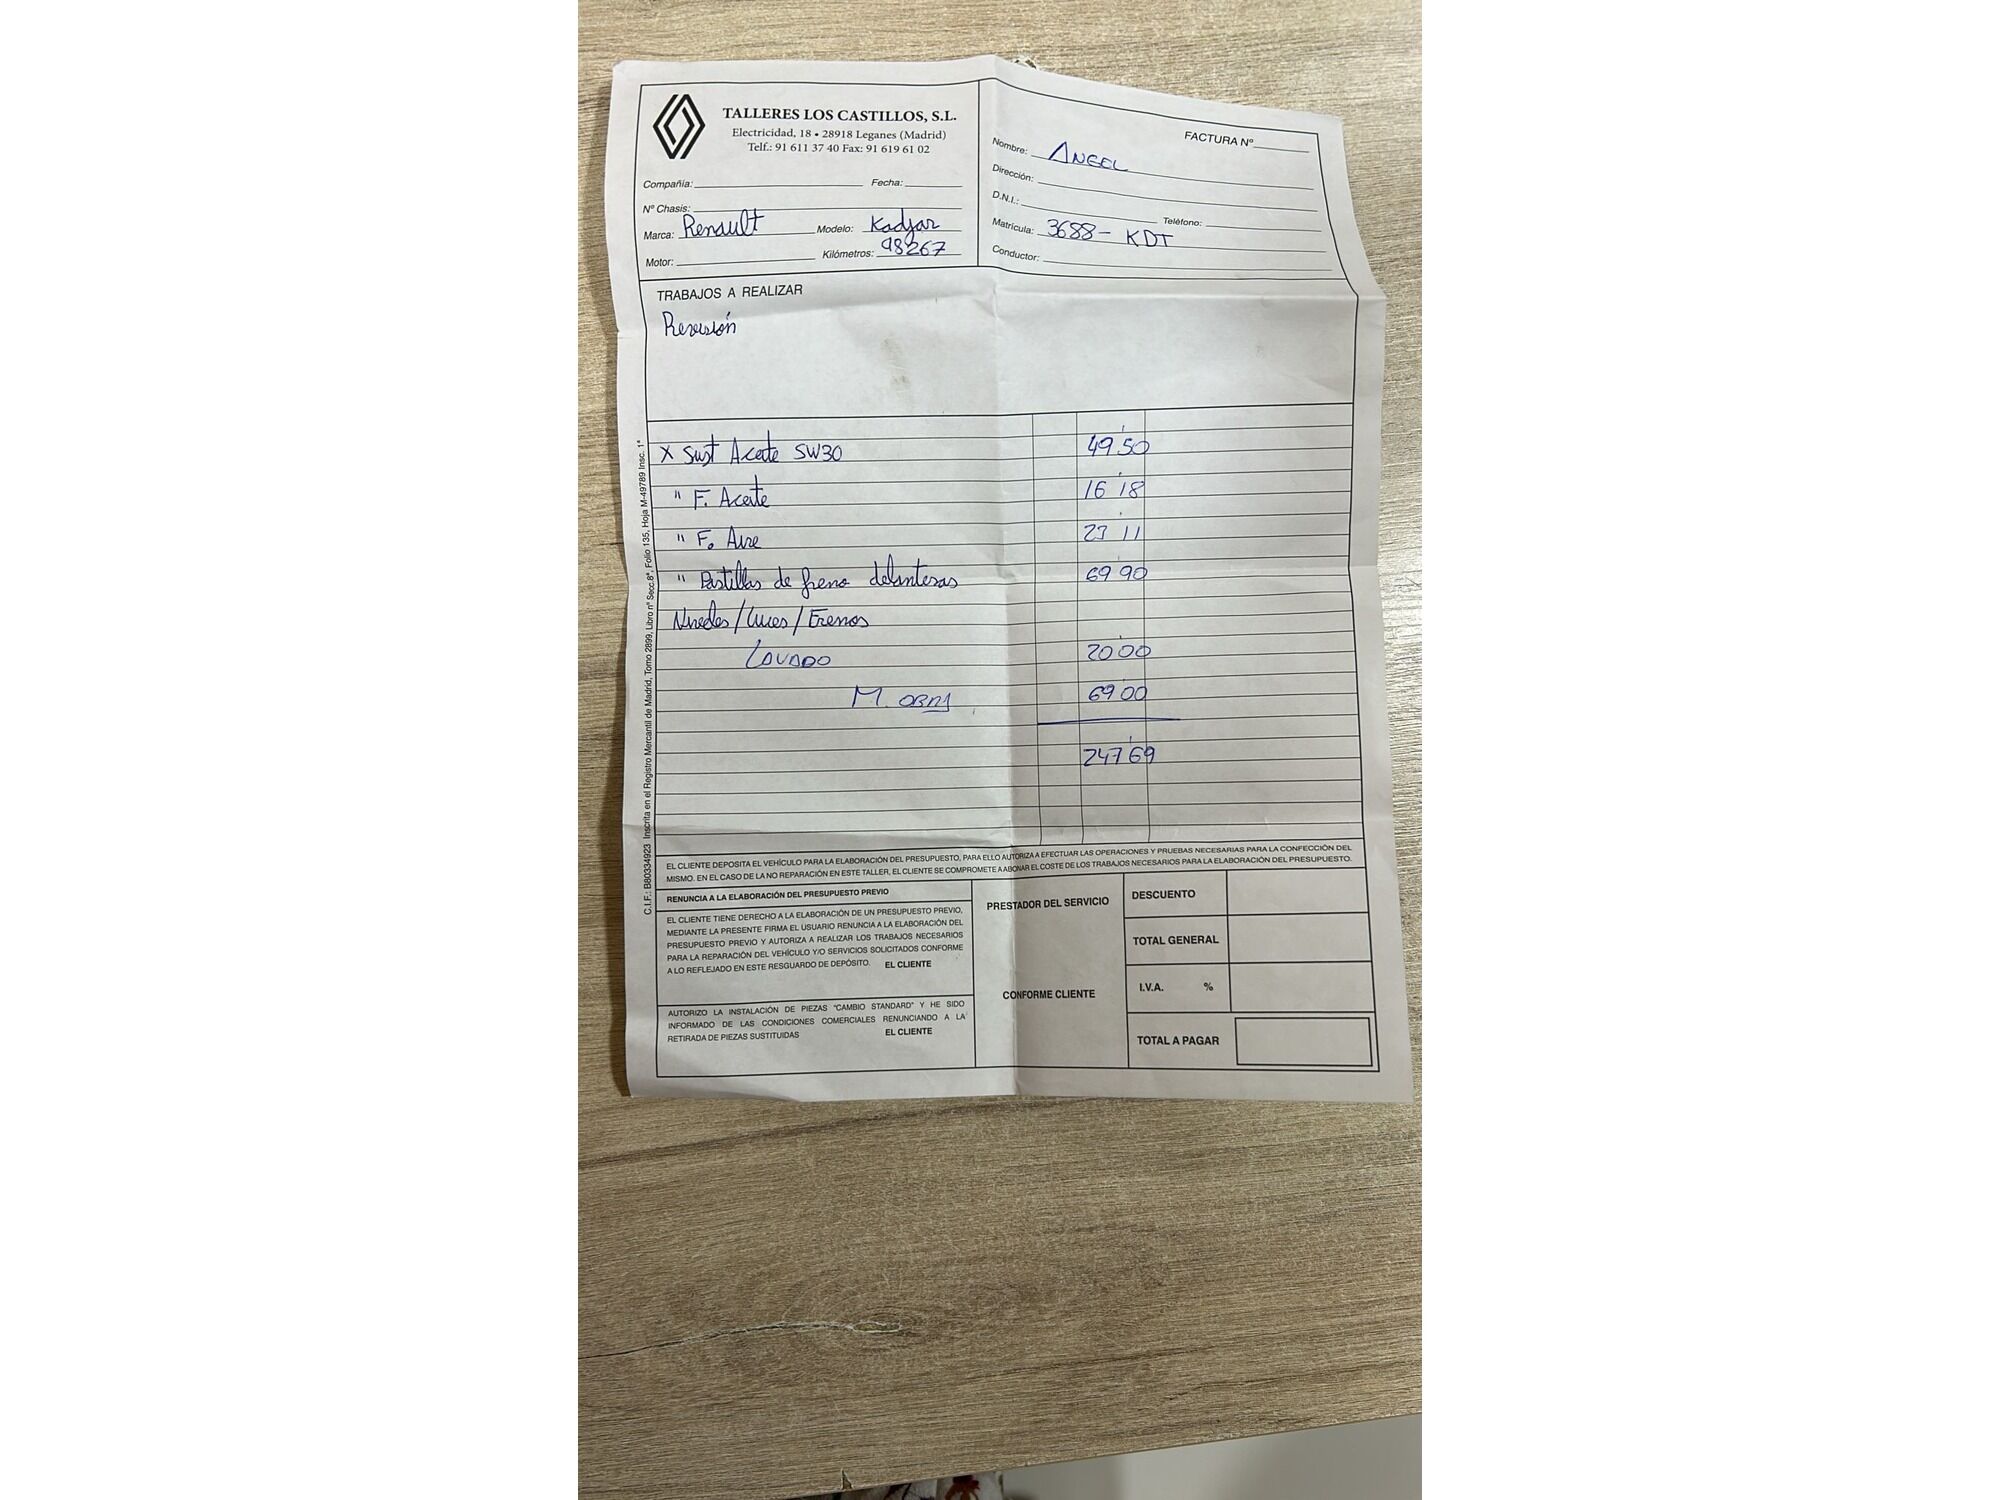 TALLERES LOS CASTILLOS, S.L.
Electricidad, 18 • 28918 Leganes (Madrid)
Telf.: 91 611 37 40 Fax: 91 619 61 02
Compañia: Fecha:
Nº Chasis:
Marca: Renault Modelo: Kadjar
Motor: Kilómetros: 98267
FACTURA Nº
Nombre: ANGEL
Dirección:
D.N.I.: Teléfono:
Matrícula: 3688-KDT
Conductor:
TRABAJOS A REALIZAR
Revisión
X Sust Aceite 5W30 49'50
" F. Aceite 16'18
" F. Aire 23'11
" Pastillas de freno delanteras 69'90
Niveles/Luces/Frenos
LAVADO 20'00
M. OBRA 69'00
247'69
C.I.F.: B80334923 Inscrita en el Registro Mercantil de Madrid, Tomo 2899, Libro nº Secc.8ª, Folio 135, Hoja M-49789 Insc. 1ª
EL CLIENTE DEPOSITA EL VEHÍCULO PARA LA ELABORACIÓN DEL PRESUPUESTO, PARA ELLO AUTORIZA A EFECTUAR LAS OPERACIONES Y PRUEBAS NECESARIAS PARA LA CONFECCIÓN DEL
MISMO. EN EL CASO DE LA NO REPARACIÓN EN ESTE TALLER, EL CLIENTE SE COMPROMETE A ABONAR EL COSTE DE LOS TRABAJOS NECESARIOS PARA LA ELABORACIÓN DEL PRESUPUESTO.
RENUNCIA A LA ELABORACIÓN DEL PRESUPUESTO PREVIO
EL CLIENTE TIENE DERECHO A LA ELABORACIÓN DE UN PRESUPUESTO PREVIO,
MEDIANTE LA PRESENTE FIRMA EL USUARIO RENUNCIA A LA ELABORACIÓN DEL
PRESUPUESTO PREVIO Y AUTORIZA A REALIZAR LOS TRABAJOS NECESARIOS
PARA LA REPARACIÓN DEL VEHÍCULO Y/O SERVICIOS SOLICITADOS CONFORME
A LO REFLEJADO EN ESTE RESGUARDO DE DEPÓSITO. EL CLIENTE
AUTORIZO LA INSTALACIÓN DE PIEZAS "CAMBIO STANDARD" Y HE SIDO
INFORMADO DE LAS CONDICIONES COMERCIALES RENUNCIANDO A LA
RETIRADA DE PIEZAS SUSTITUIDAS EL CLIENTE
PRESTADOR DEL SERVICIO
CONFORME CLIENTE
DESCUENTO
TOTAL GENERAL
I.V.A. %
TOTAL A PAGAR